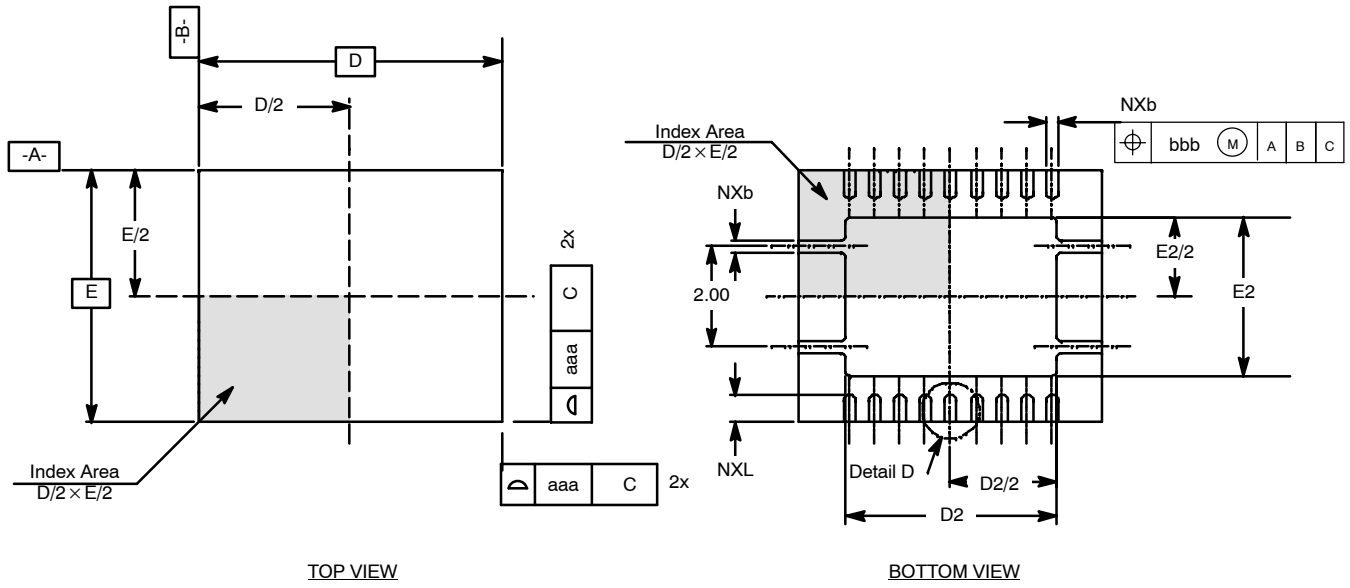 -B-
D
D/2
-A-
E/2
E
2x
C
aaa
Index Area
D/2 × E/2
aaa C 2x
TOP VIEW
NXb
bbb M A B C
Index Area
D/2 × E/2
NXb
2.00
E2/2
E2
NXL
Detail D
D2/2
D2
BOTTOM VIEW